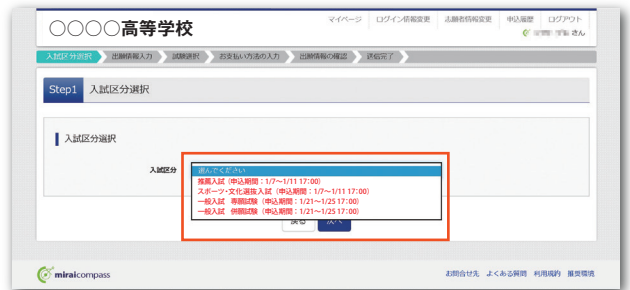 ○○○○高等学校
マイページ ログイン情報変更 志願者情報変更 申込履歴 ログアウト
さん
入試区分選択 出願情報入力 試験選択 お支払い方法の入力 出願情報の確認 送信完了
Step1 入試区分選択
入試区分選択
入試区分 選んでください
推薦入試（申込期間：1/7～1/11 17:00）
スポーツ・文化選抜入試（申込期間：1/7～1/11 17:00）
一般入試 専願試験（申込期間：1/21～1/25 17:00）
一般入試 併願試験（申込期間：1/21～1/25 17:00）
戻る 次へ
miraicompass お問合せ先 よくある質問 利用規約 推奨環境